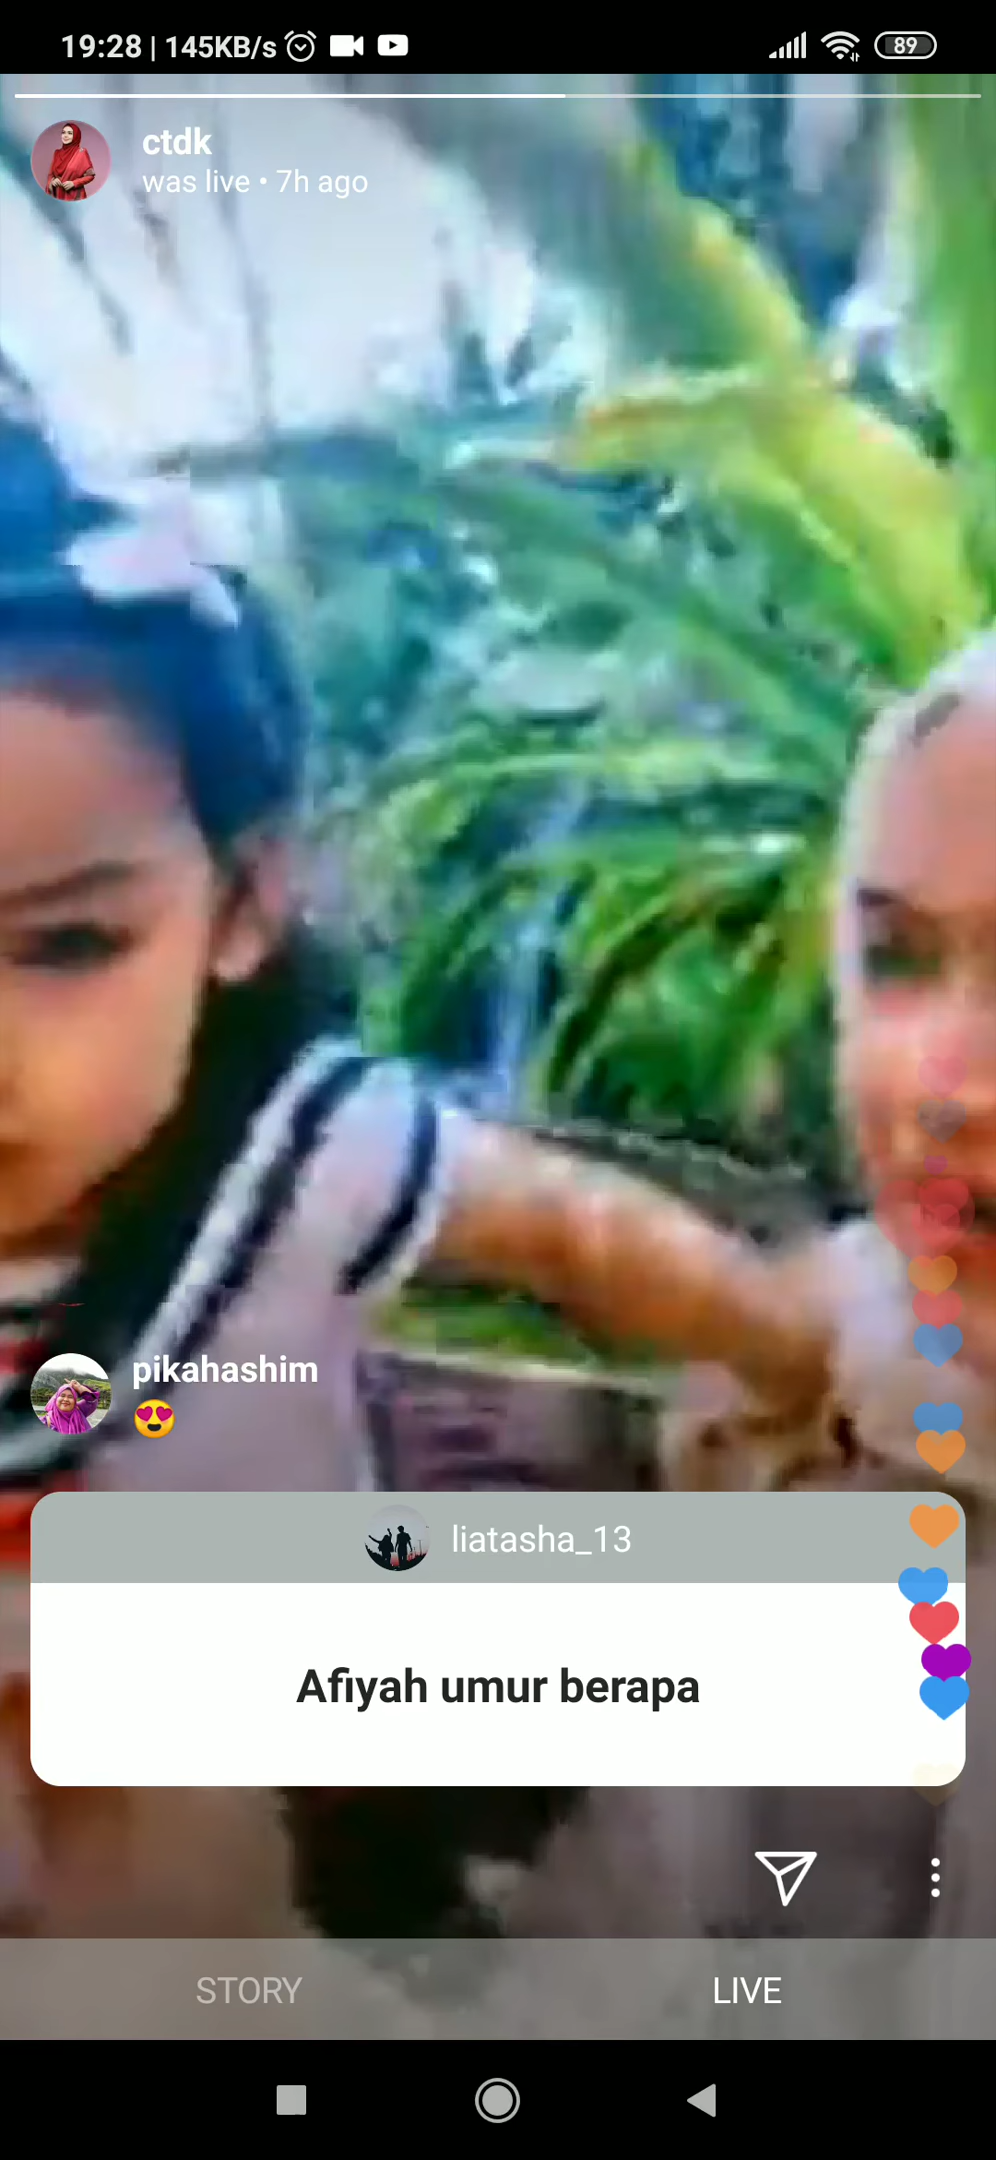 19:28 | 145KB/s
89
ctdk
was live • 7h ago
pikahashim
😍
liatasha_13
Afiyah umur berapa
STORY
LIVE